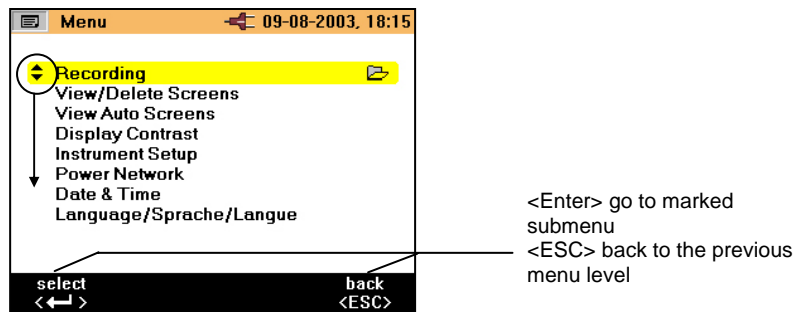 Menu 09-08-2003, 18:15
Recording
View/Delete Screens
View Auto Screens
Display Contrast
Instrument Setup
Power Network
Date & Time
Language/Sprache/Langue
select back
<↵> <ESC>
<Enter> go to marked
submenu
<ESC> back to the previous
menu level